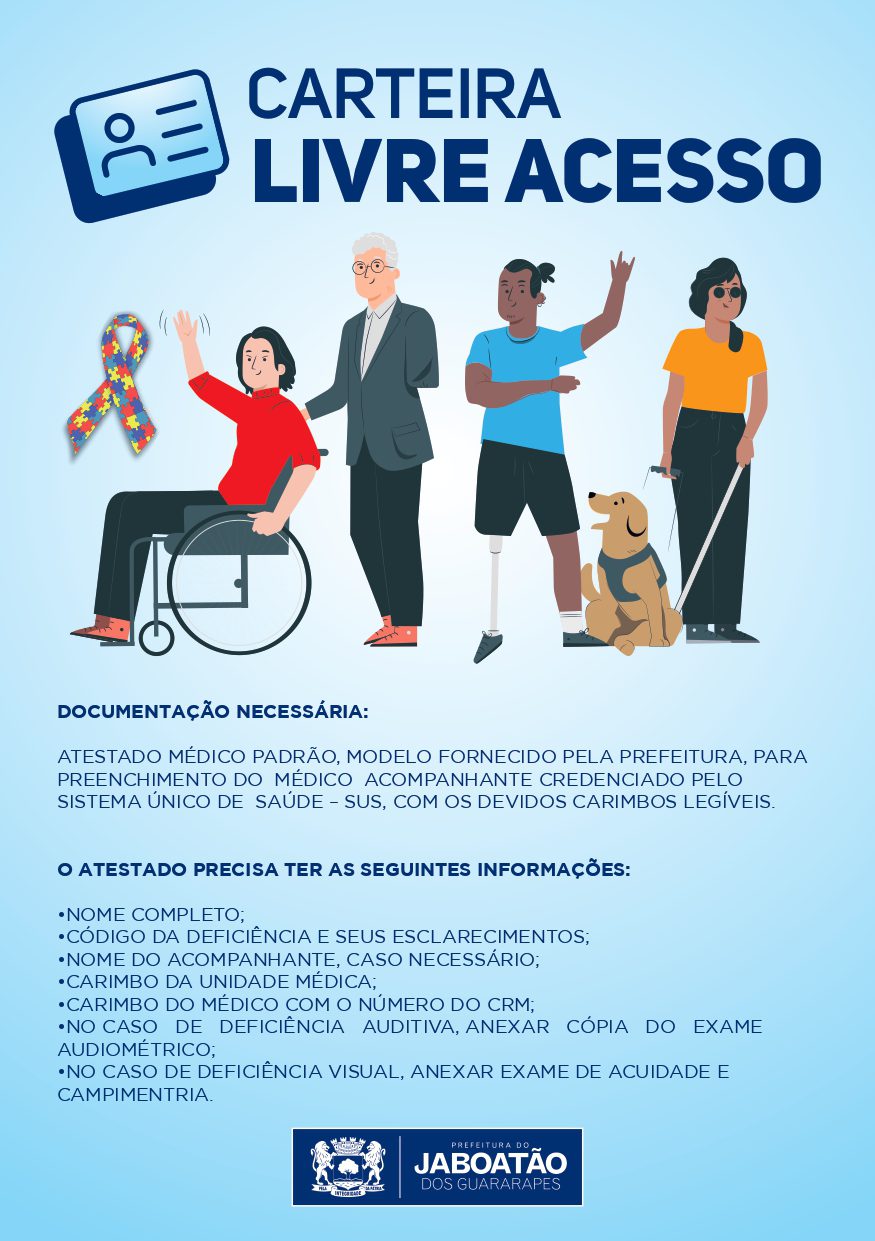 CARTEIRA
LIVRE ACESSO
DOCUMENTAÇÃO NECESSÁRIA:
ATESTADO MÉDICO PADRÃO, MODELO FORNECIDO PELA PREFEITURA, PARA
PREENCHIMENTO DO MÉDICO ACOMPANHANTE CREDENCIADO PELO
SISTEMA ÚNICO DE SAÚDE – SUS, COM OS DEVIDOS CARIMBOS LEGÍVEIS.
O ATESTADO PRECISA TER AS SEGUINTES INFORMAÇÕES:
•NOME COMPLETO;
•CÓDIGO DA DEFICIÊNCIA E SEUS ESCLARECIMENTOS;
•NOME DO ACOMPANHANTE, CASO NECESSÁRIO;
•CARIMBO DA UNIDADE MÉDICA;
•CARIMBO DO MÉDICO COM O NÚMERO DO CRM;
•NO CASO DE DEFICIÊNCIA AUDITIVA, ANEXAR CÓPIA DO EXAME
AUDIOMÉTRICO;
•NO CASO DE DEFICIÊNCIA VISUAL, ANEXAR EXAME DE ACUIDADE E
CAMPIMENTRIA.
PREFEITURA DO
JABOATÃO
DOS GUARARAPES
INTEGRIDADE